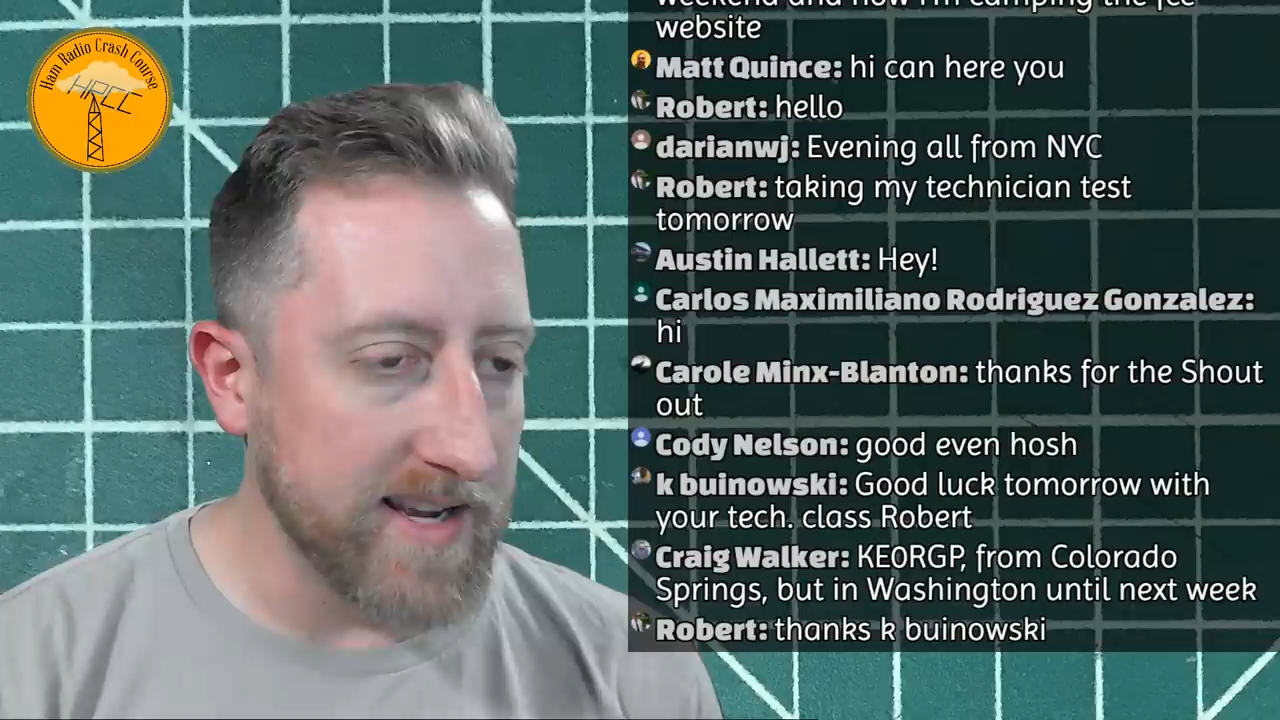 Ham Radio Crash Course
HRCC
website
Matt Quince: hi can here you
Robert: hello
darianwj: Evening all from NYC
Robert: taking my technician test
tomorrow
Austin Hallett: Hey!
Carlos Maximiliano Rodriguez Gonzalez:
hi
Carole Minx-Blanton: thanks for the Shout
out
Cody Nelson: good even hosh
k buinowski: Good luck tomorrow with
your tech. class Robert
Craig Walker: KE0RGP, from Colorado
Springs, but in Washington until next week
Robert: thanks k buinowski